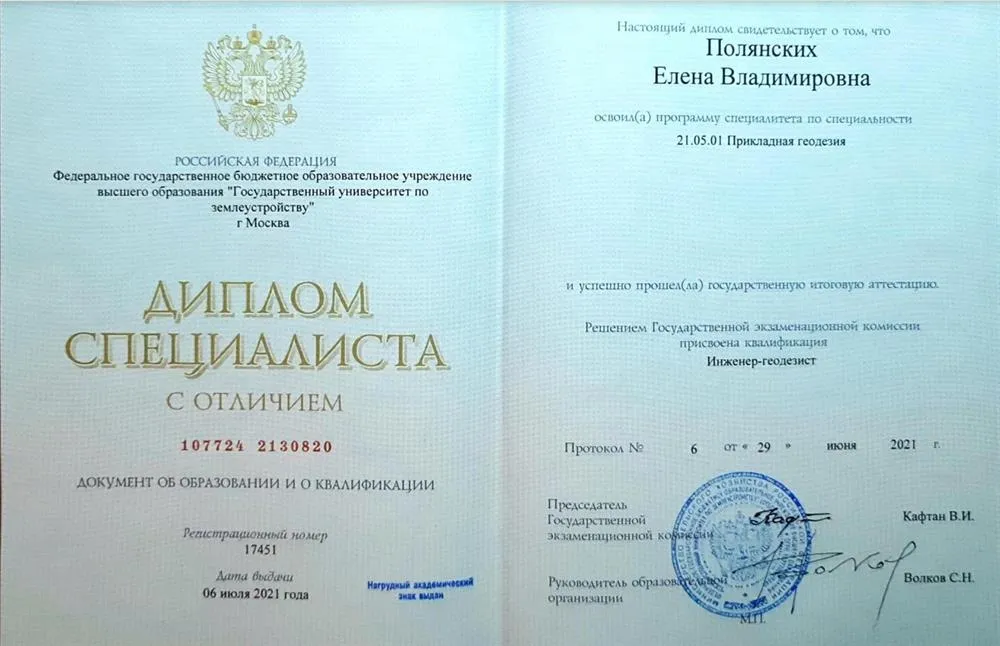 РОССИЙСКАЯ ФЕДЕРАЦИЯ
Федеральное государственное бюджетное образовательное учреждение
высшего образования "Государственный университет по
землеустройству"
г Москва
ДИПЛОМ
СПЕЦИАЛИСТА
С ОТЛИЧИЕМ
107724 2130820
ДОКУМЕНТ ОБ ОБРАЗОВАНИИ И О КВАЛИФИКАЦИИ
Регистрационный номер
17451
Дата выдачи
06 июля 2021 года
Нагрудный академический
знак выдан
Настоящий диплом свидетельствует о том, что
Полянских
Елена Владимировна
освоил(а) программу специалитета по специальности
21.05.01 Прикладная геодезия
и успешно прошел(ла) государственную итоговую аттестацию.
Решением Государственной экзаменационной комиссии
присвоена квалификация
Инженер-геодезист
Протокол № 6 от « 29 » июня 2021 г.
Председатель
Государственной
экзаменационной комиссии
Кафтан В.И.
Руководитель образовательной
организации
Волков С.Н.
М.П.